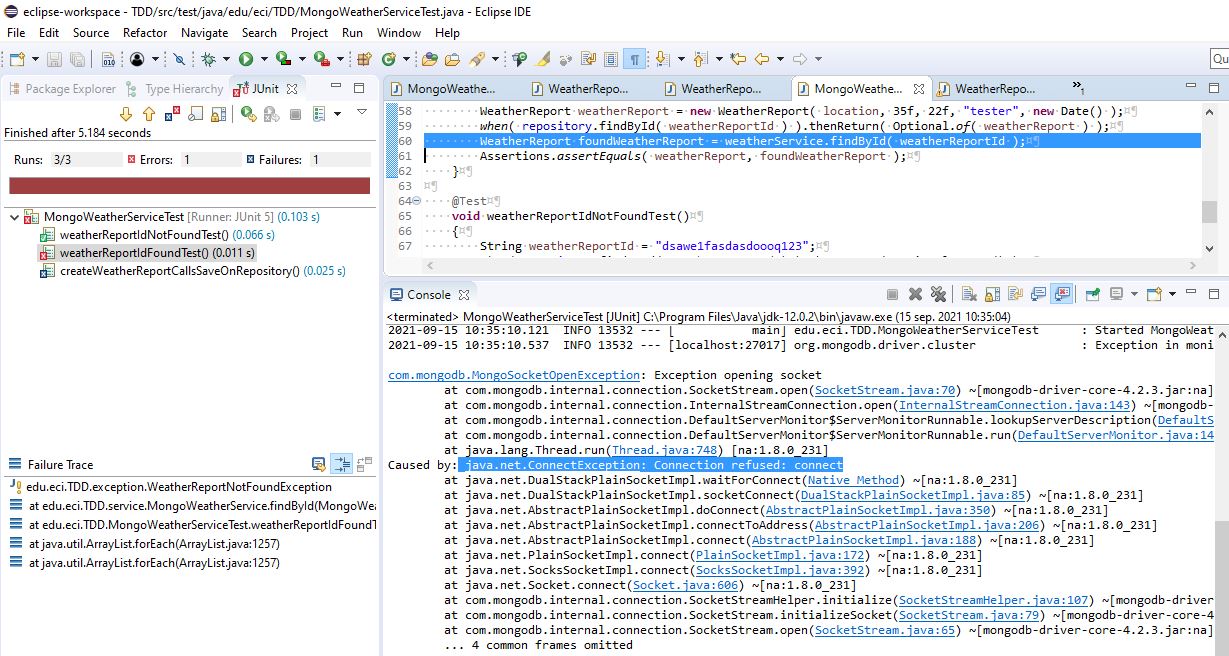 eclipse-workspace - TDD/src/test/java/edu/eci/TDD/MongoWeatherServiceTest.java - Eclipse IDE
File Edit Source Refactor Navigate Search Project Run Window Help
Qu
Package Explorer Type Hierarchy JUnit
Finished after 5.184 seconds
Runs: 3/3 Errors: 1 Failures: 1
MongoWeatherServiceTest [Runner: JUnit 5] (0.103 s)
weatherReportIdNotFoundTest() (0.066 s)
weatherReportIdFoundTest() (0.011 s)
createWeatherReportCallsSaveOnRepository() (0.025 s)
Failure Trace
edu.eci.TDD.exception.WeatherReportNotFoundException
at edu.eci.TDD.service.MongoWeatherService.findById(MongoWea
at edu.eci.TDD.MongoWeatherServiceTest.weatherReportIdFoundT
at java.util.ArrayList.forEach(ArrayList.java:1257)
at java.util.ArrayList.forEach(ArrayList.java:1257)
MongoWeathe... WeatherRepo... WeatherRepo... MongoWeathe... WeatherRepo... »1
58 WeatherReport weatherReport = new WeatherReport( location, 35f, 22f, "tester", new Date() );¤¶
59 when( repository.findById( weatherReportId ) ).thenReturn( Optional.of( weatherReport ) );¤¶
60 WeatherReport foundWeatherReport = weatherService.findById( weatherReportId );¤¶
61 Assertions.assertEquals( weatherReport, foundWeatherReport );¤¶
62 }¤¶
63 ¤¶
64 @Test¤¶
65 void weatherReportIdNotFoundTest()¤¶
66 {¤¶
67 String weatherReportId = "dsawe1fasdasdoooq123";¤¶
Console
<terminated> MongoWeatherServiceTest [JUnit] C:\Program Files\Java\jdk-12.0.2\bin\javaw.exe (15 sep. 2021 10:35:04)
2021-09-15 10:35:10.121 INFO 13532 --- [ main] edu.eci.TDD.MongoWeatherServiceTest : Started MongoWeat
2021-09-15 10:35:10.537 INFO 13532 --- [localhost:27017] org.mongodb.driver.cluster : Exception in moni
com.mongodb.MongoSocketOpenException: Exception opening socket
at com.mongodb.internal.connection.SocketStream.open(SocketStream.java:70) ~[mongodb-driver-core-4.2.3.jar:na]
at com.mongodb.internal.connection.InternalStreamConnection.open(InternalStreamConnection.java:143) ~[mongodb-
at com.mongodb.internal.connection.DefaultServerMonitor$ServerMonitorRunnable.lookupServerDescription(DefaultS
at com.mongodb.internal.connection.DefaultServerMonitor$ServerMonitorRunnable.run(DefaultServerMonitor.java:14
at java.lang.Thread.run(Thread.java:748) [na:1.8.0_231]
Caused by: java.net.ConnectException: Connection refused: connect
at java.net.DualStackPlainSocketImpl.waitForConnect(Native Method) ~[na:1.8.0_231]
at java.net.DualStackPlainSocketImpl.socketConnect(DualStackPlainSocketImpl.java:85) ~[na:1.8.0_231]
at java.net.AbstractPlainSocketImpl.doConnect(AbstractPlainSocketImpl.java:350) ~[na:1.8.0_231]
at java.net.AbstractPlainSocketImpl.connectToAddress(AbstractPlainSocketImpl.java:206) ~[na:1.8.0_231]
at java.net.AbstractPlainSocketImpl.connect(AbstractPlainSocketImpl.java:188) ~[na:1.8.0_231]
at java.net.PlainSocketImpl.connect(PlainSocketImpl.java:172) ~[na:1.8.0_231]
at java.net.SocksSocketImpl.connect(SocksSocketImpl.java:392) ~[na:1.8.0_231]
at java.net.Socket.connect(Socket.java:606) ~[na:1.8.0_231]
at com.mongodb.internal.connection.SocketStreamHelper.initialize(SocketStreamHelper.java:107) ~[mongodb-driver
at com.mongodb.internal.connection.SocketStream.initializeSocket(SocketStream.java:79) ~[mongodb-driver-core-4
at com.mongodb.internal.connection.SocketStream.open(SocketStream.java:65) ~[mongodb-driver-core-4.2.3.jar:na]
... 4 common frames omitted